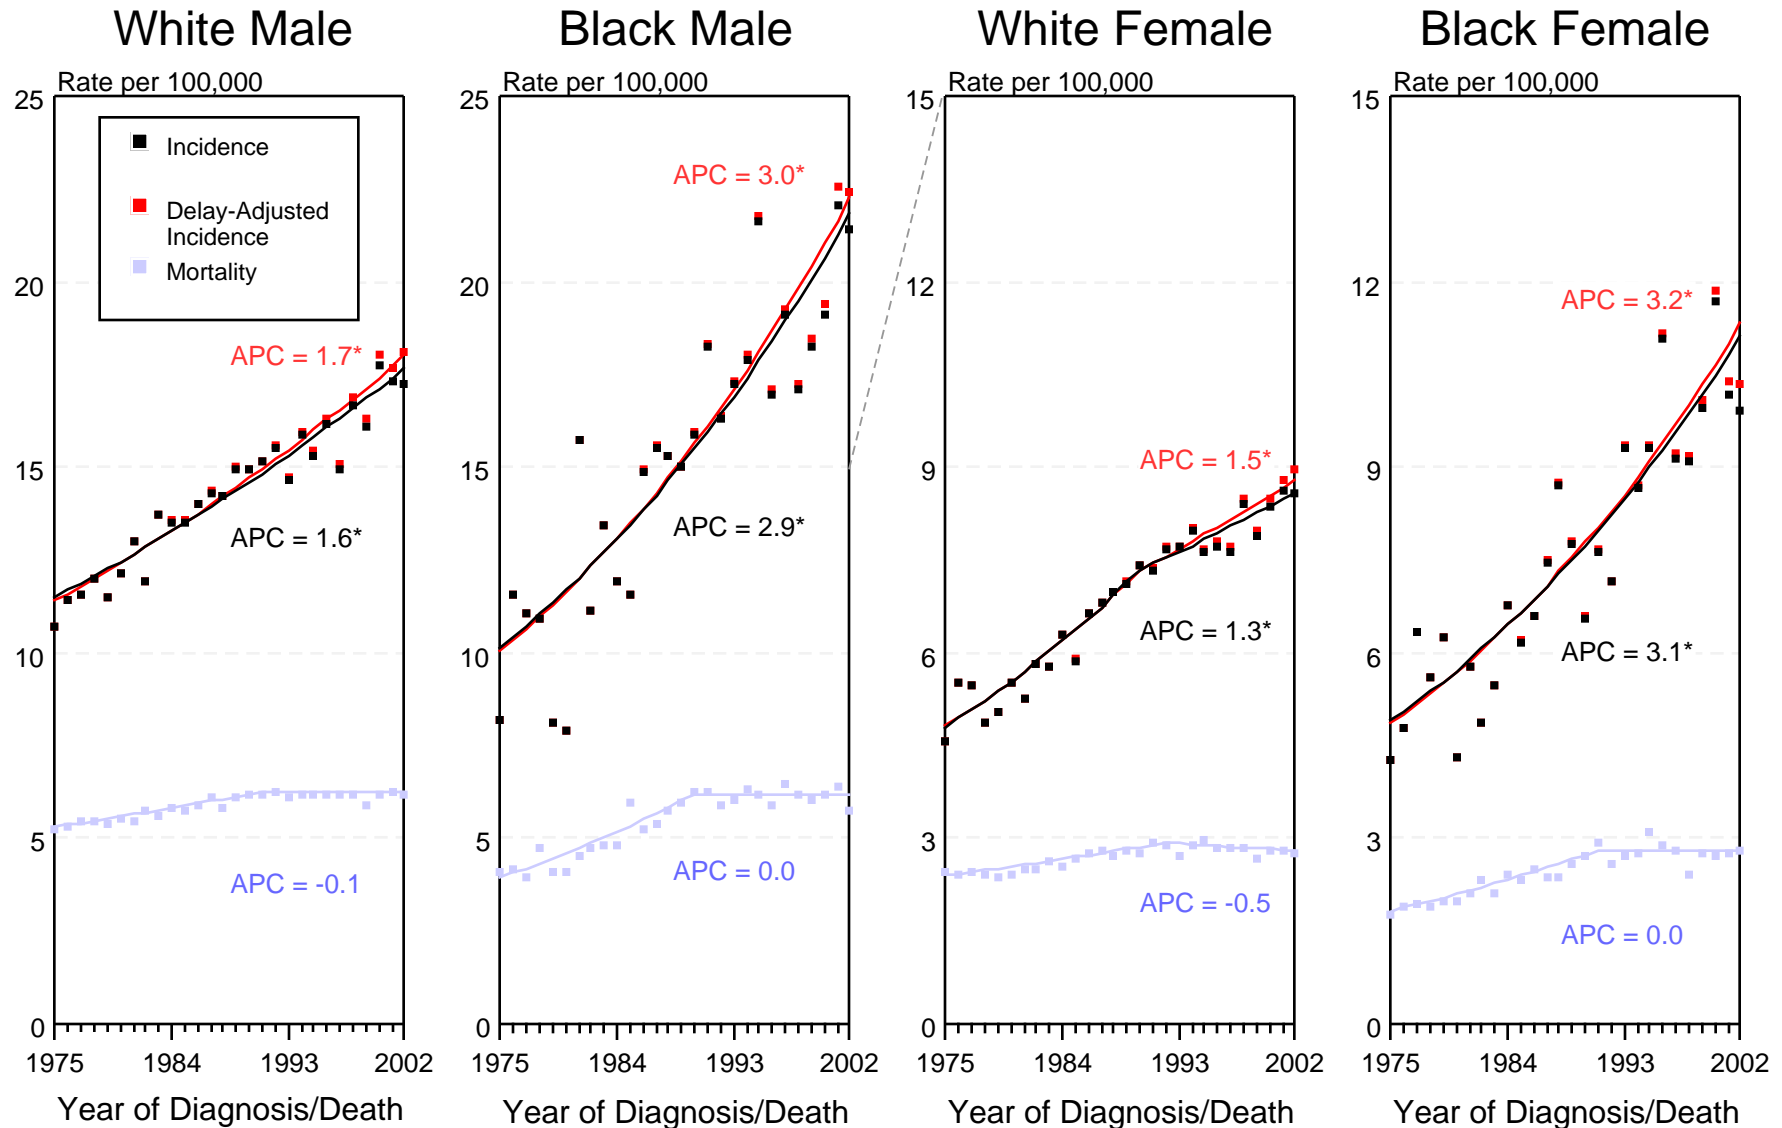 White Male
Black Male
White Female
Black Female
Rate per 100,000
Rate per 100,000
Rate per 100,000
Rate per 100,000
25
20
15
10
5
0
Incidence
Delay-Adjusted
Incidence
Mortality
APC = 1.7*
APC = 1.6*
APC = -0.1
1975
1984
1993
2002
Year of Diagnosis/Death
25
20
15
10
5
0
APC = 3.0*
APC = 2.9*
APC = 0.0
1975
1984
1993
2002
Year of Diagnosis/Death
15
12
9
6
3
0
APC = 1.5*
APC = 1.3*
APC = -0.5
1975
1984
1993
2002
Year of Diagnosis/Death
15
12
9
6
3
0
APC = 3.2*
APC = 3.1*
APC = 0.0
1975
1984
1993
2002
Year of Diagnosis/Death